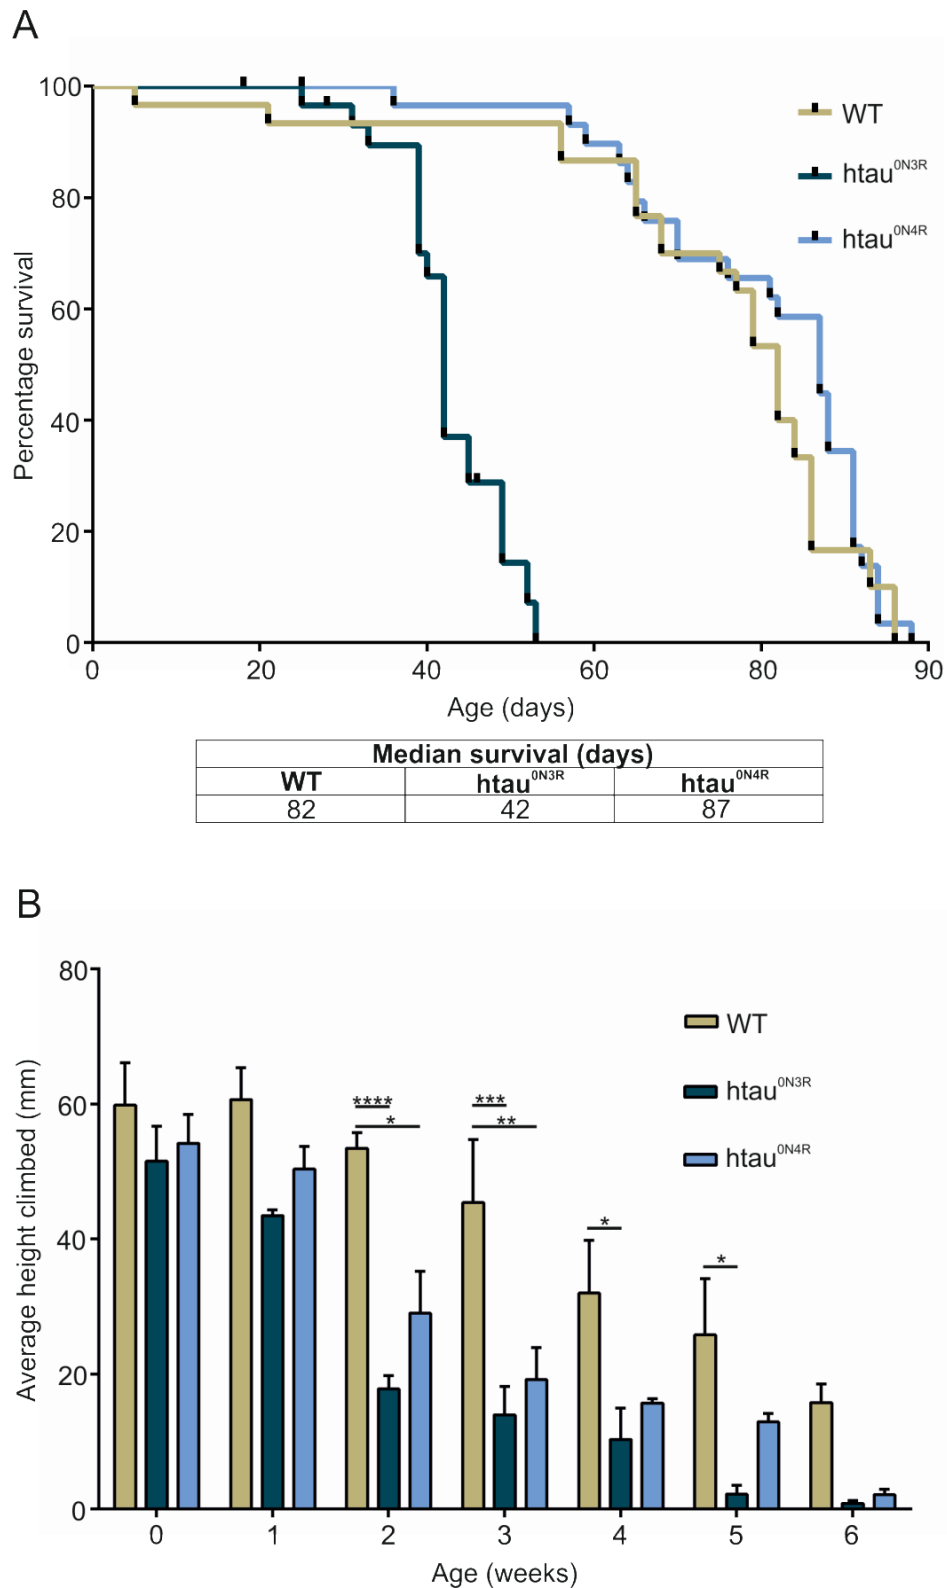 A
100
80
60
40
20
0
Percentage survival
WT
htau0N3R
htau0N4R
0 20 40 60 80 90
Age (days)
Median survival (days)
WT htau0N3R htau0N4R
82 42 87
B
80
60
40
20
0
Average height climbed (mm)
WT
htau0N3R
htau0N4R
**** *** 
* **
*
*
0 1 2 3 4 5 6
Age (weeks)